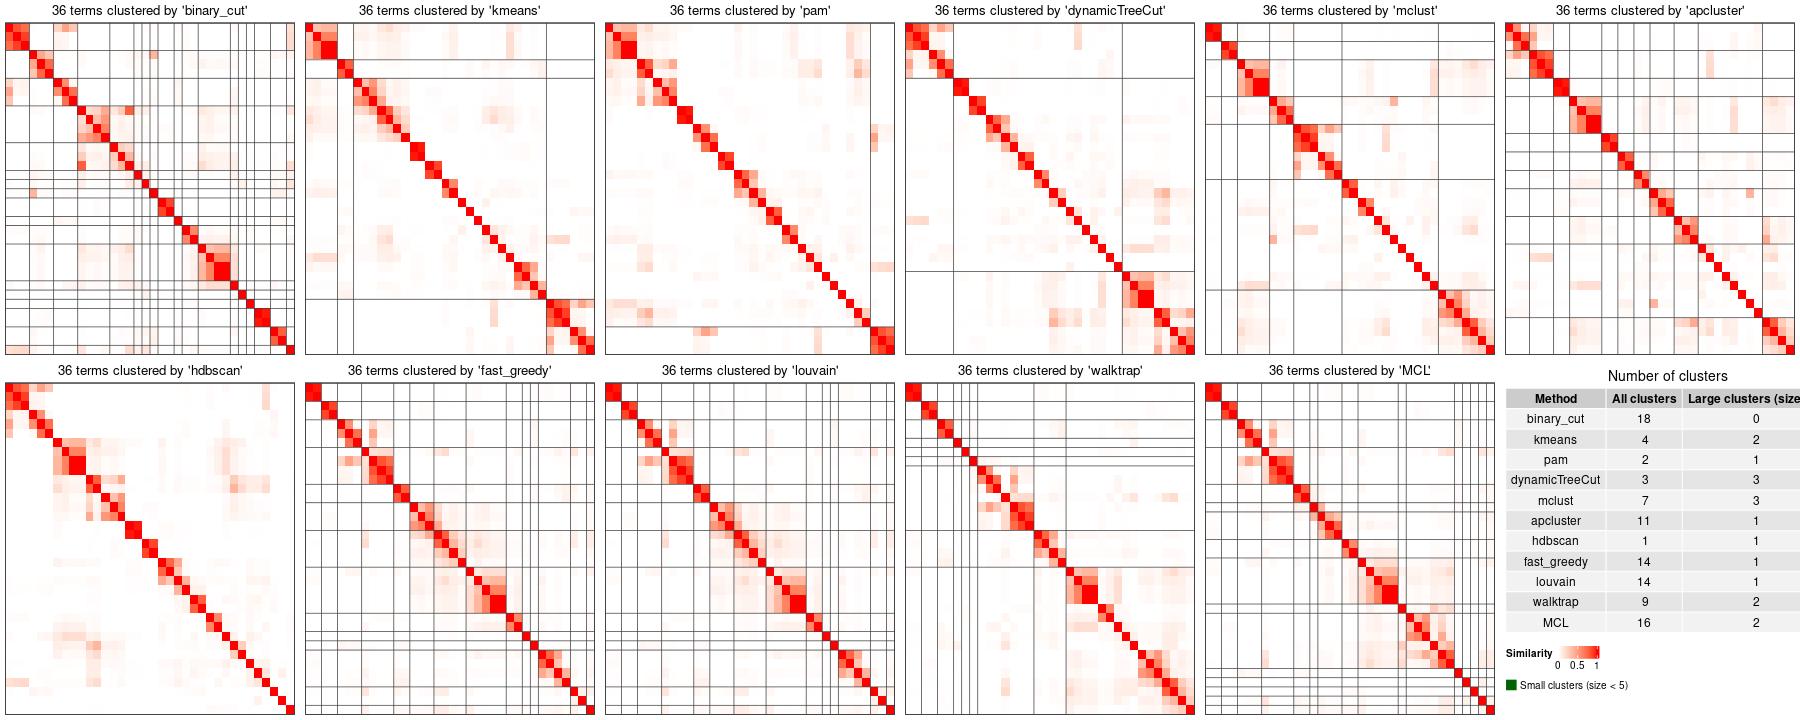 36 terms clustered by 'binary_cut'
36 terms clustered by 'kmeans'
36 terms clustered by 'pam'
36 terms clustered by 'dynamicTreeCut'
36 terms clustered by 'mclust'
36 terms clustered by 'apcluster'
36 terms clustered by 'hdbscan'
36 terms clustered by 'fast_greedy'
36 terms clustered by 'louvain'
36 terms clustered by 'walktrap'
36 terms clustered by 'MCL'
Number of clusters
Method All clusters Large clusters (size
binary_cut 18 0
kmeans 4 2
pam 2 1
dynamicTreeCut 3 3
mclust 7 3
apcluster 11 1
hdbscan 1 1
fast_greedy 14 1
louvain 14 1
walktrap 9 2
MCL 16 2
Similarity
0 0.5 1
Small clusters (size < 5)